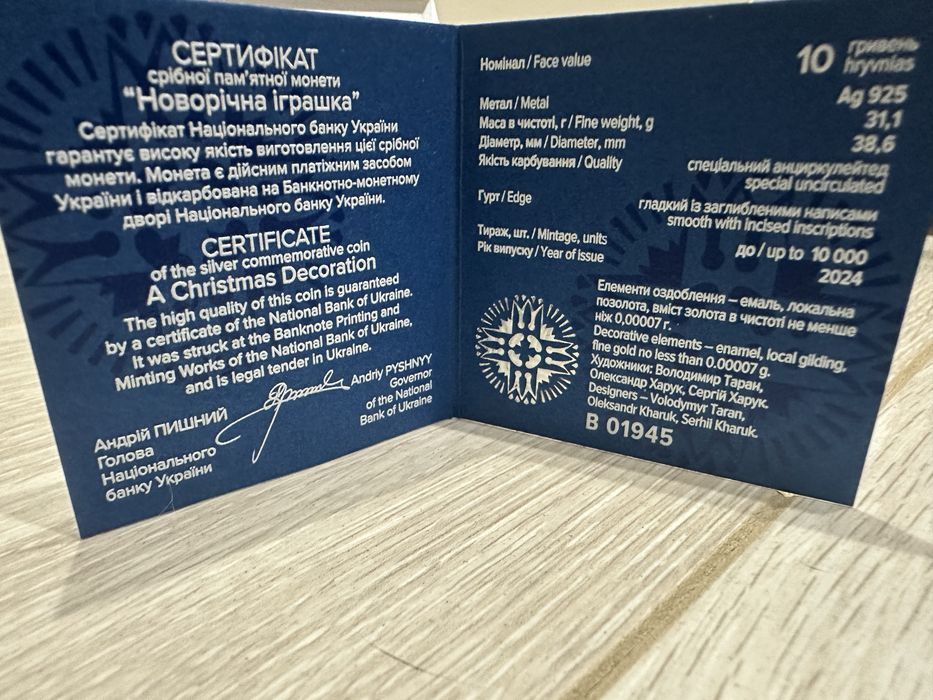 СЕРТИФІКАТ
срібної пам'ятної монети
"Новорічна іграшка"
Сертифікат Національного банку України
гарантує високу якість виготовлення цієї срібної
монети. Монета є дійсним платіжним засобом
України і відкарбована на Банкнотно-монетному
дворі Національного банку України.
CERTIFICATE
of the silver commemorative coin
A Christmas Decoration
The high quality of this coin is guaranteed
by a certificate of the National Bank of Ukraine.
It was struck at the Banknote Printing and
Minting Works of the National Bank of Ukraine,
and is legal tender in Ukraine.
Андрій ПИШНИЙ
Голова
Національного
банку України
Andriy PYSHNYY
Governor
of the National
Bank of Ukraine
Номінал / Face value 10 гривень hryvnias
Метал / Metal Ag 925
Маса в чистоті, г / Fine weight, g 31,1
Діаметр, мм / Diameter, mm 38,6
Якість карбування / Quality спеціальний анциркулейтед
special uncirculated
Гурт / Edge гладкий із заглибленими написами
smooth with incised inscriptions
Тираж, шт. / Mintage, units до / up to 10 000
Рік випуску / Year of issue 2024
Елементи оздоблення – емаль, локальна
позолота, вміст золота в чистоті не менше
ніж 0,00007 г.
Decorative elements – enamel, local gilding,
fine gold no less than 0.00007 g.
Художники: Володимир Таран,
Олександр Харук, Сергій Харук.
Designers – Volodymyr Taran,
Oleksandr Kharuk, Serhii Kharuk.
В 01945